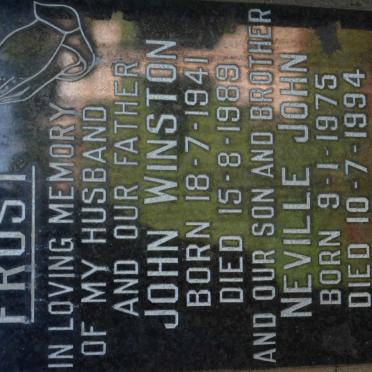 FROST
IN LOVING MEMORY
OF MY HUSBAND
AND OUR FATHER
JOHN WINSTON
BORN 18-7-1941
DIED 15-8-1989
AND OUR SON AND BROTHER
NEVILLE JOHN
BORN 9-1-1975
DIED 10-7-1994